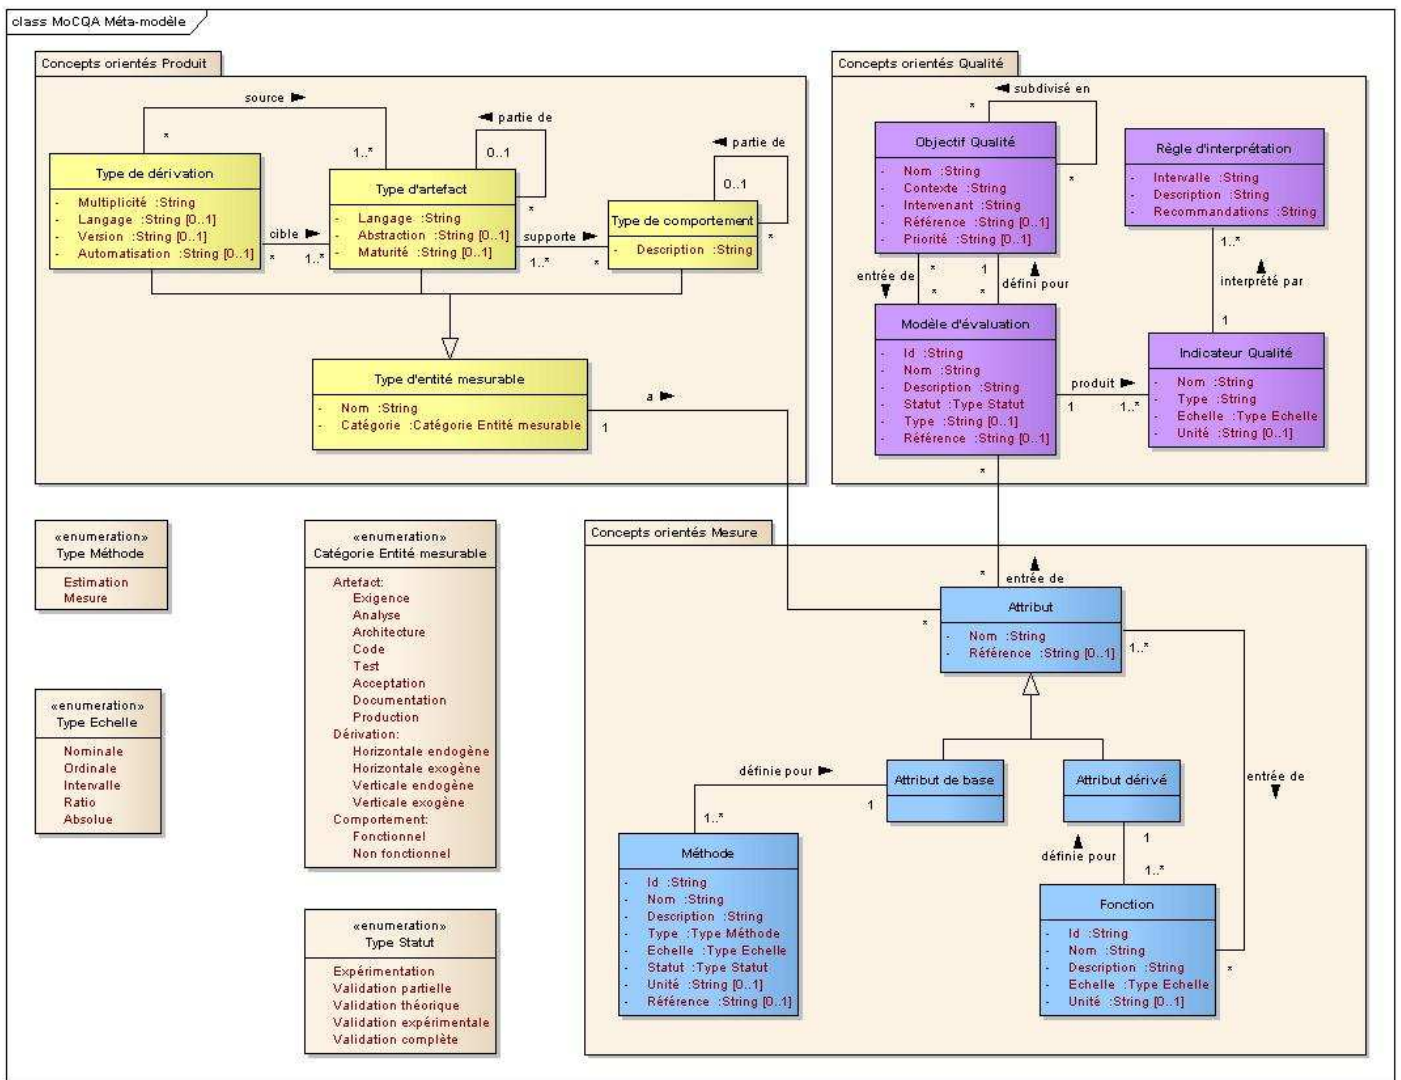 class MoCQA Méta-modèle
Concepts orientés Produit
source ►
*
1..*
◄ partie de
0..1
*
◄ partie de
0..1
*
Type de dérivation
- Multiplicité :String
- Langage :String [0..1]
- Version :String [0..1]
- Automatisation :String [0..1]
cible ►
*
1..*
Type d'artefact
- Langage :String
- Abstraction :String [0..1]
- Maturité :String [0..1]
supporte ►
1..*
*
Type de comportement
- Description :String
Type d'entité mesurable
- Nom :String
- Catégorie :Catégorie Entité mesurable
a ►
1
Concepts orientés Qualité
◄ subdivisé en
*
*
Objectif Qualité
- Nom :String
- Contexte :String
- Intervenant :String
- Référence :String [0..1]
- Priorité :String [0..1]
Règle d'interprétation
- Intervalle :String
- Description :String
- Recommandations :String
1..*
▲
interprété par
1
entrée de
▼
*
*
1
*
▲
défini pour
Modèle d'évaluation
- Id :String
- Nom :String
- Description :String
- Statut :Type Statut
- Type :String [0..1]
- Référence :String [0..1]
produit ►
1
1..*
Indicateur Qualité
- Nom :String
- Type :String
- Echelle :Type Echelle
- Unité :String [0..1]
*
«enumeration»
Type Méthode
Estimation
Mesure
«enumeration»
Type Echelle
Nominale
Ordinale
Intervalle
Ratio
Absolue
«enumeration»
Catégorie Entité mesurable
Artefact:
Exigence
Analyse
Architecture
Code
Test
Acceptation
Documentation
Production
Dérivation:
Horizontale endogène
Horizontale exogène
Verticale endogène
Verticale exogène
Comportement:
Fonctionnel
Non fonctionnel
«enumeration»
Type Statut
Expérimentation
Validation partielle
Validation théorique
Validation expérimentale
Validation complète
Concepts orientés Mesure
*
▲
entrée de
*
Attribut
- Nom :String
- Référence :String [0..1]
1..*
entrée de
▼
*
définie pour ►
1
1..*
Attribut de base
Attribut dérivé
▲
définie pour
1
1..*
Méthode
- Id :String
- Nom :String
- Description :String
- Type :Type Méthode
- Echelle :Type Echelle
- Statut :Type Statut
- Unité :String [0..1]
- Référence :String [0..1]
Fonction
- Id :String
- Nom :String
- Description :String
- Echelle :Type Echelle
- Unité :String [0..1]